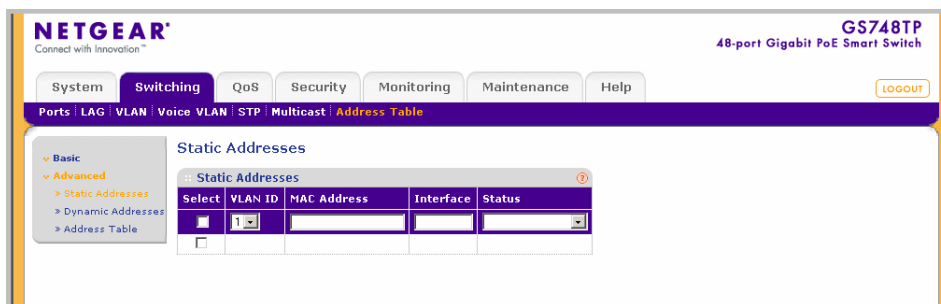 NETGEAR®
Connect with Innovation™
GS748TP
48-port Gigabit PoE Smart Switch
System Switching QoS Security Monitoring Maintenance Help LOGOUT
Ports LAG VLAN Voice VLAN STP Multicast Address Table
Basic
Advanced
» Static Addresses
» Dynamic Addresses
» Address Table
Static Addresses
Static Addresses ?
Select VLAN ID MAC Address Interface Status
1